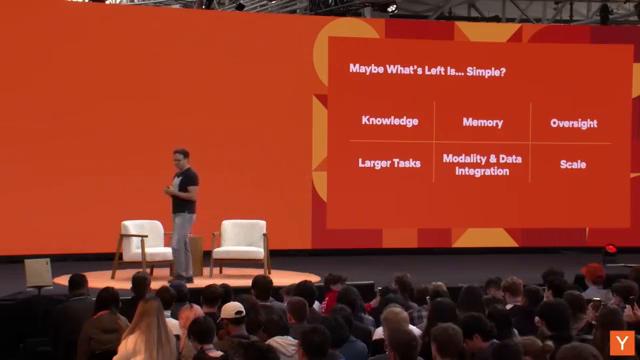 Maybe What's Left Is... Simple?
Knowledge
Memory
Oversight
Larger Tasks
Modality & Data
Integration
Scale
Y